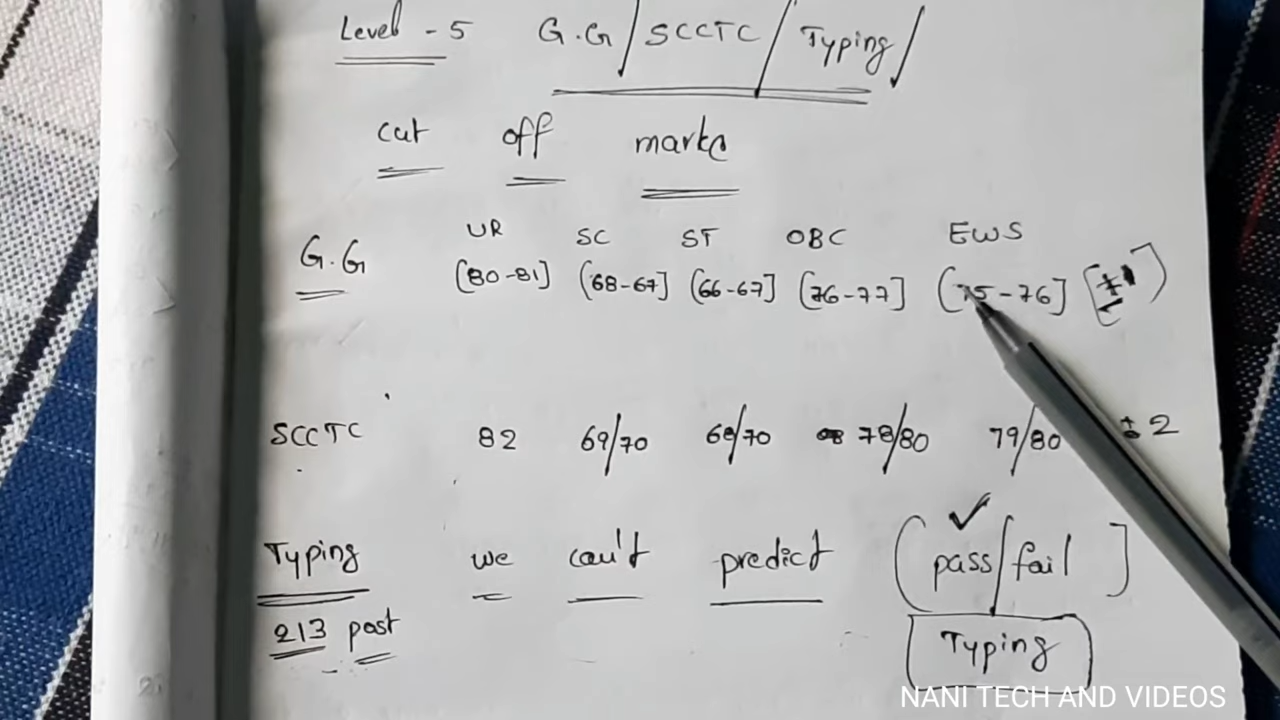 Level - 5 G.G/SCCTC/Typing/
cut off marks
UR SC ST OBC EWS
G.G (80-81] (68-67] (66-67] (76-77] (75-76]
SCCTC 82 69/70 68/70 78/80 79/80 ± 2
Typing we can't predict (pass/fail]
213 post Typing
NANI TECH AND VIDEOS